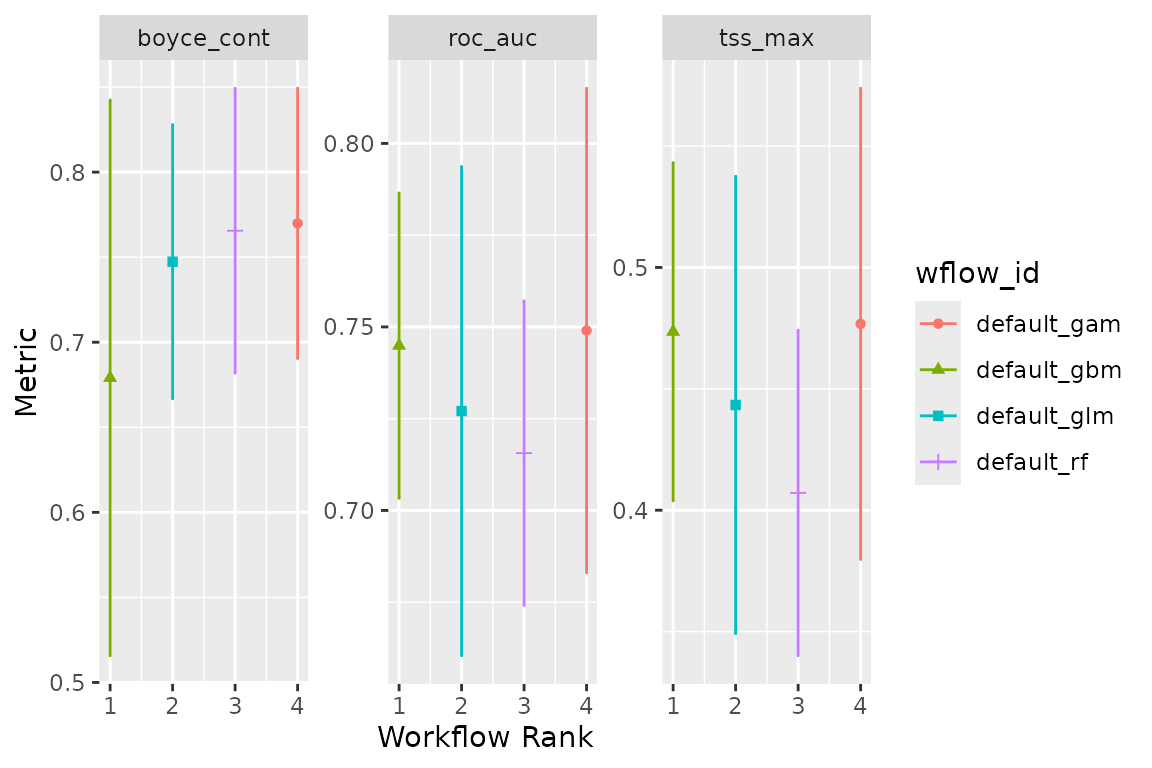 boyce_cont
roc_auc
tss_max
Metric
0.8
0.7
0.6
0.5
0.80
0.75
0.70
0.5
0.4
1 2 3 4
1 2 3 4
1 2 3 4
Workflow Rank
wflow_id
default_gam
default_gbm
default_glm
default_rf